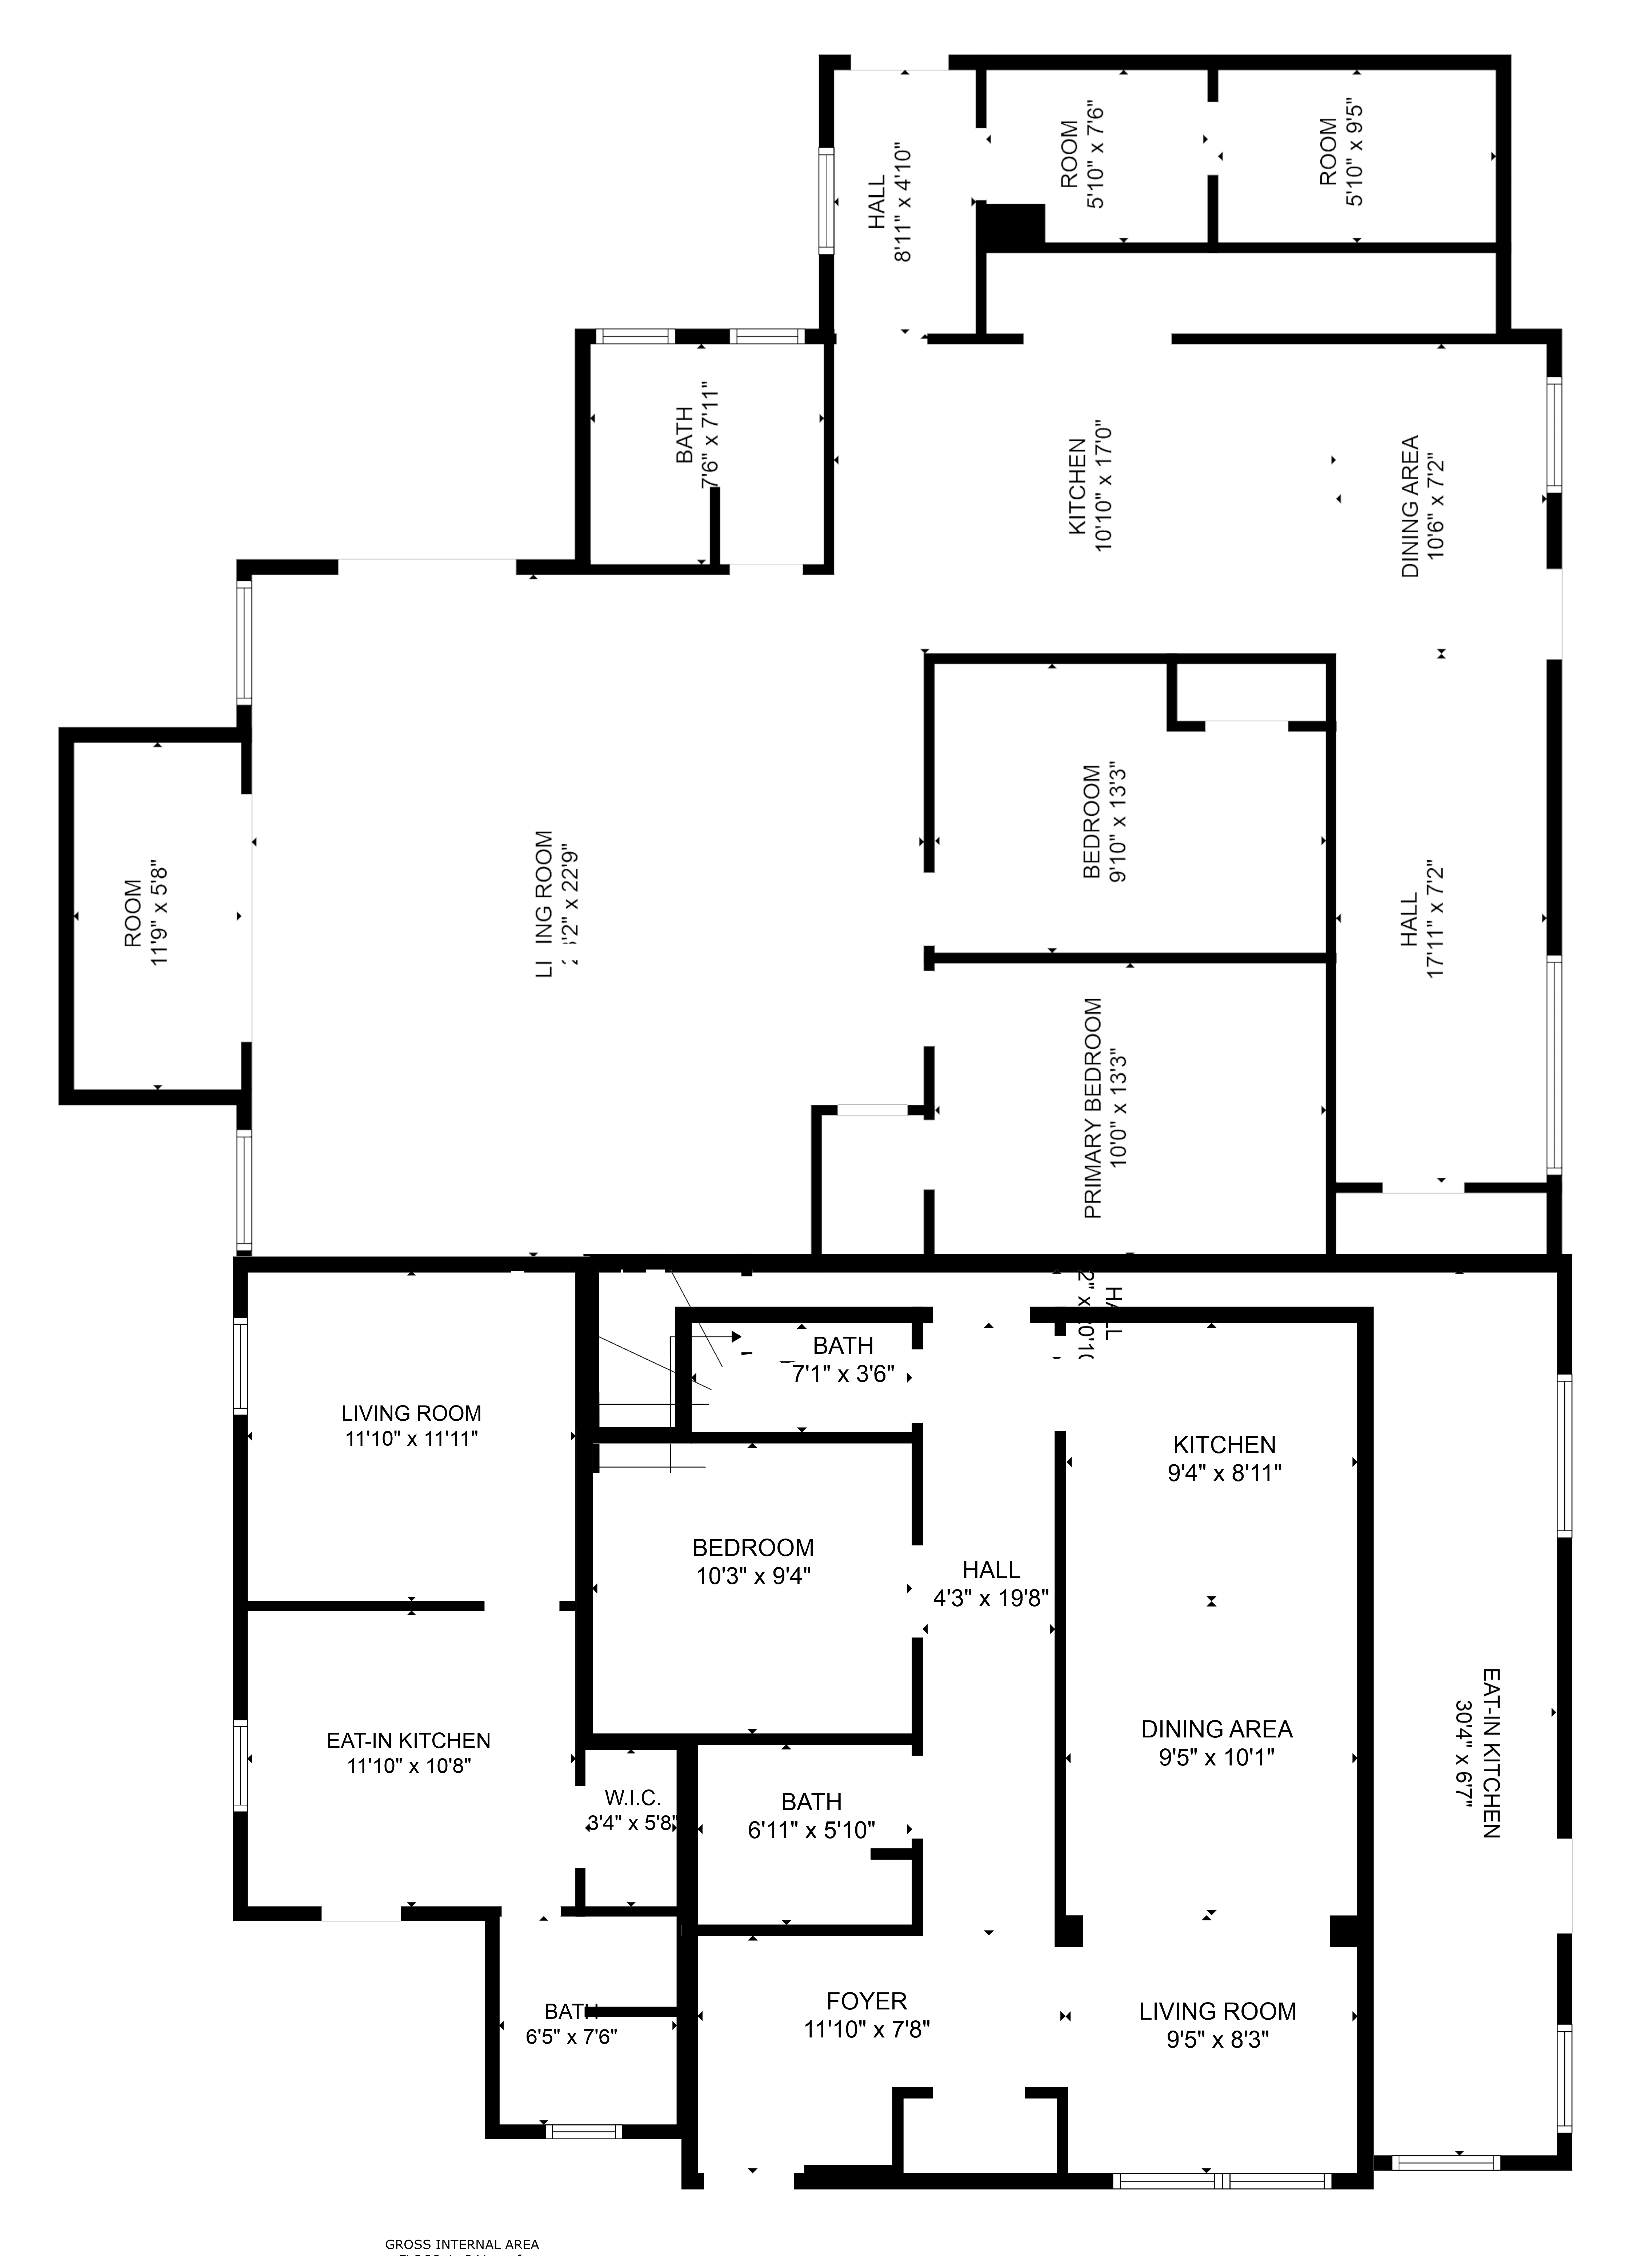 HALL
8'11" x 4'10"
ROOM
5'10" x 7'6"
ROOM
5'10" x 9'5"
BATH
7'6" x 7'11"
KITCHEN
10'10" x 17'0"
DINING AREA
10'6" x 7'2"
ROOM
11'9" x 5'8"
LI ING ROOM
'2" x 22'9"
BEDROOM
9'10" x 13'3"
HALL
17'11" x 7'2"
PRIMARY BEDROOM
10'0" x 13'3"
HALL
BATH
7'1" x 3'6"
LIVING ROOM
11'10" x 11'11"
KITCHEN
9'4" x 8'11"
BEDROOM
10'3" x 9'4"
HALL
4'3" x 19'8"
EAT-IN KITCHEN
30'4" x 6'7"
EAT-IN KITCHEN
11'10" x 10'8"
DINING AREA
9'5" x 10'1"
W.I.C.
3'4" x 5'8"
BATH
6'11" x 5'10"
BATH
6'5" x 7'6"
FOYER
11'10" x 7'8"
LIVING ROOM
9'5" x 8'3"
GROSS INTERNAL AREA